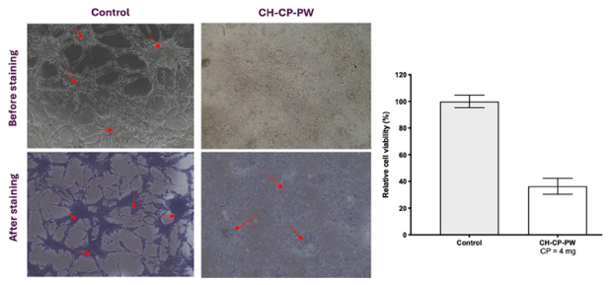 Control
CH-CP-PW
Before staining
After staining
Relative cell viability (%)
120
100
80
60
40
20
0
Control
CH-CP-PW
CP = 4 mg